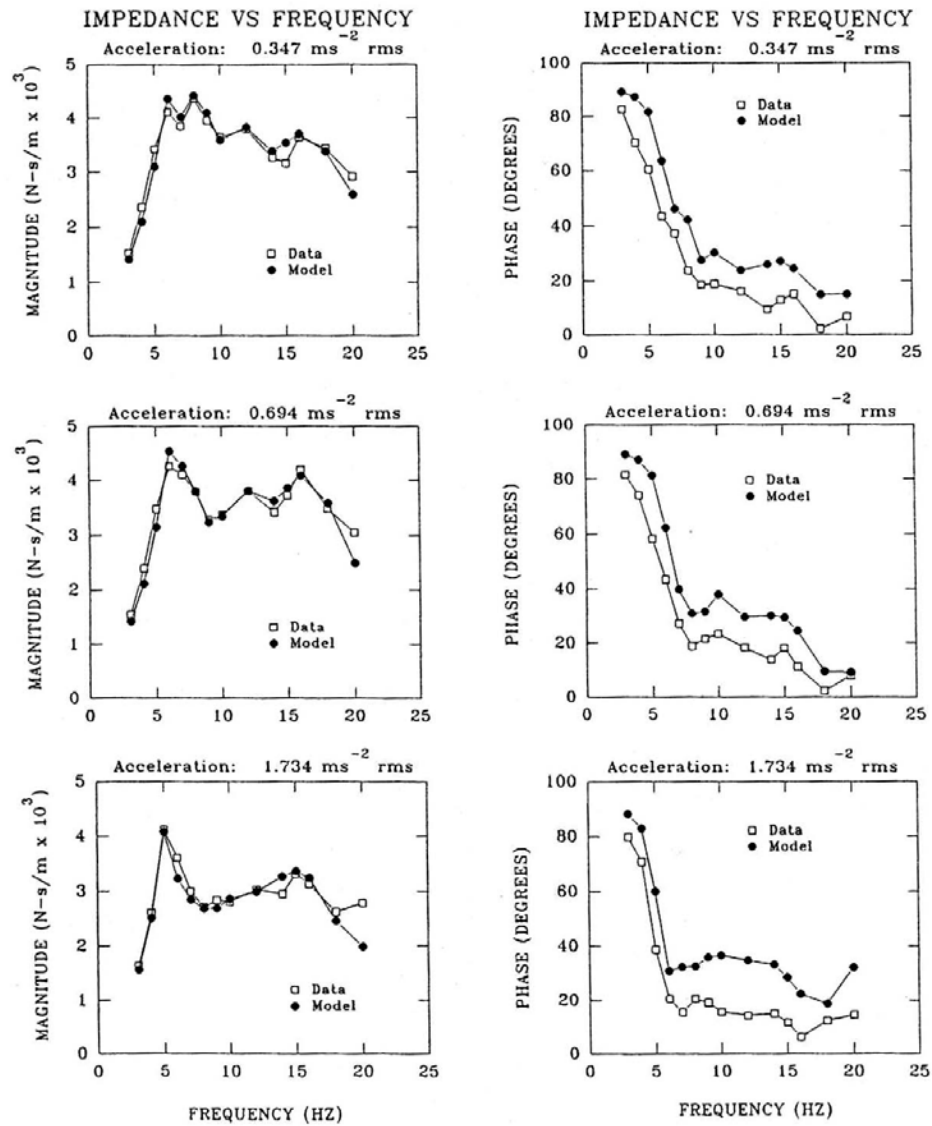 IMPEDANCE VS FREQUENCY
Acceleration: 0.347 ms⁻² rms
MAGNITUDE (N-s/m x 10³)
5
4
3
2
1
0
Data
Model
0 5 10 15 20 25
IMPEDANCE VS FREQUENCY
Acceleration: 0.347 ms⁻² rms
PHASE (DEGREES)
100
80
60
40
20
0
Data
Model
0 5 10 15 20 25
Acceleration: 0.694 ms⁻² rms
MAGNITUDE (N-s/m x 10³)
5
4
3
2
1
0
Data
Model
0 5 10 15 20 25
Acceleration: 0.694 ms⁻² rms
PHASE (DEGREES)
100
80
60
40
20
0
Data
Model
0 5 10 15 20 25
Acceleration: 1.734 ms⁻² rms
MAGNITUDE (N-s/m x 10³)
5
4
3
2
1
0
Data
Model
0 5 10 15 20 25
FREQUENCY (HZ)
Acceleration: 1.734 ms⁻² rms
PHASE (DEGREES)
100
80
60
40
20
0
Data
Model
0 5 10 15 20 25
FREQUENCY (HZ)